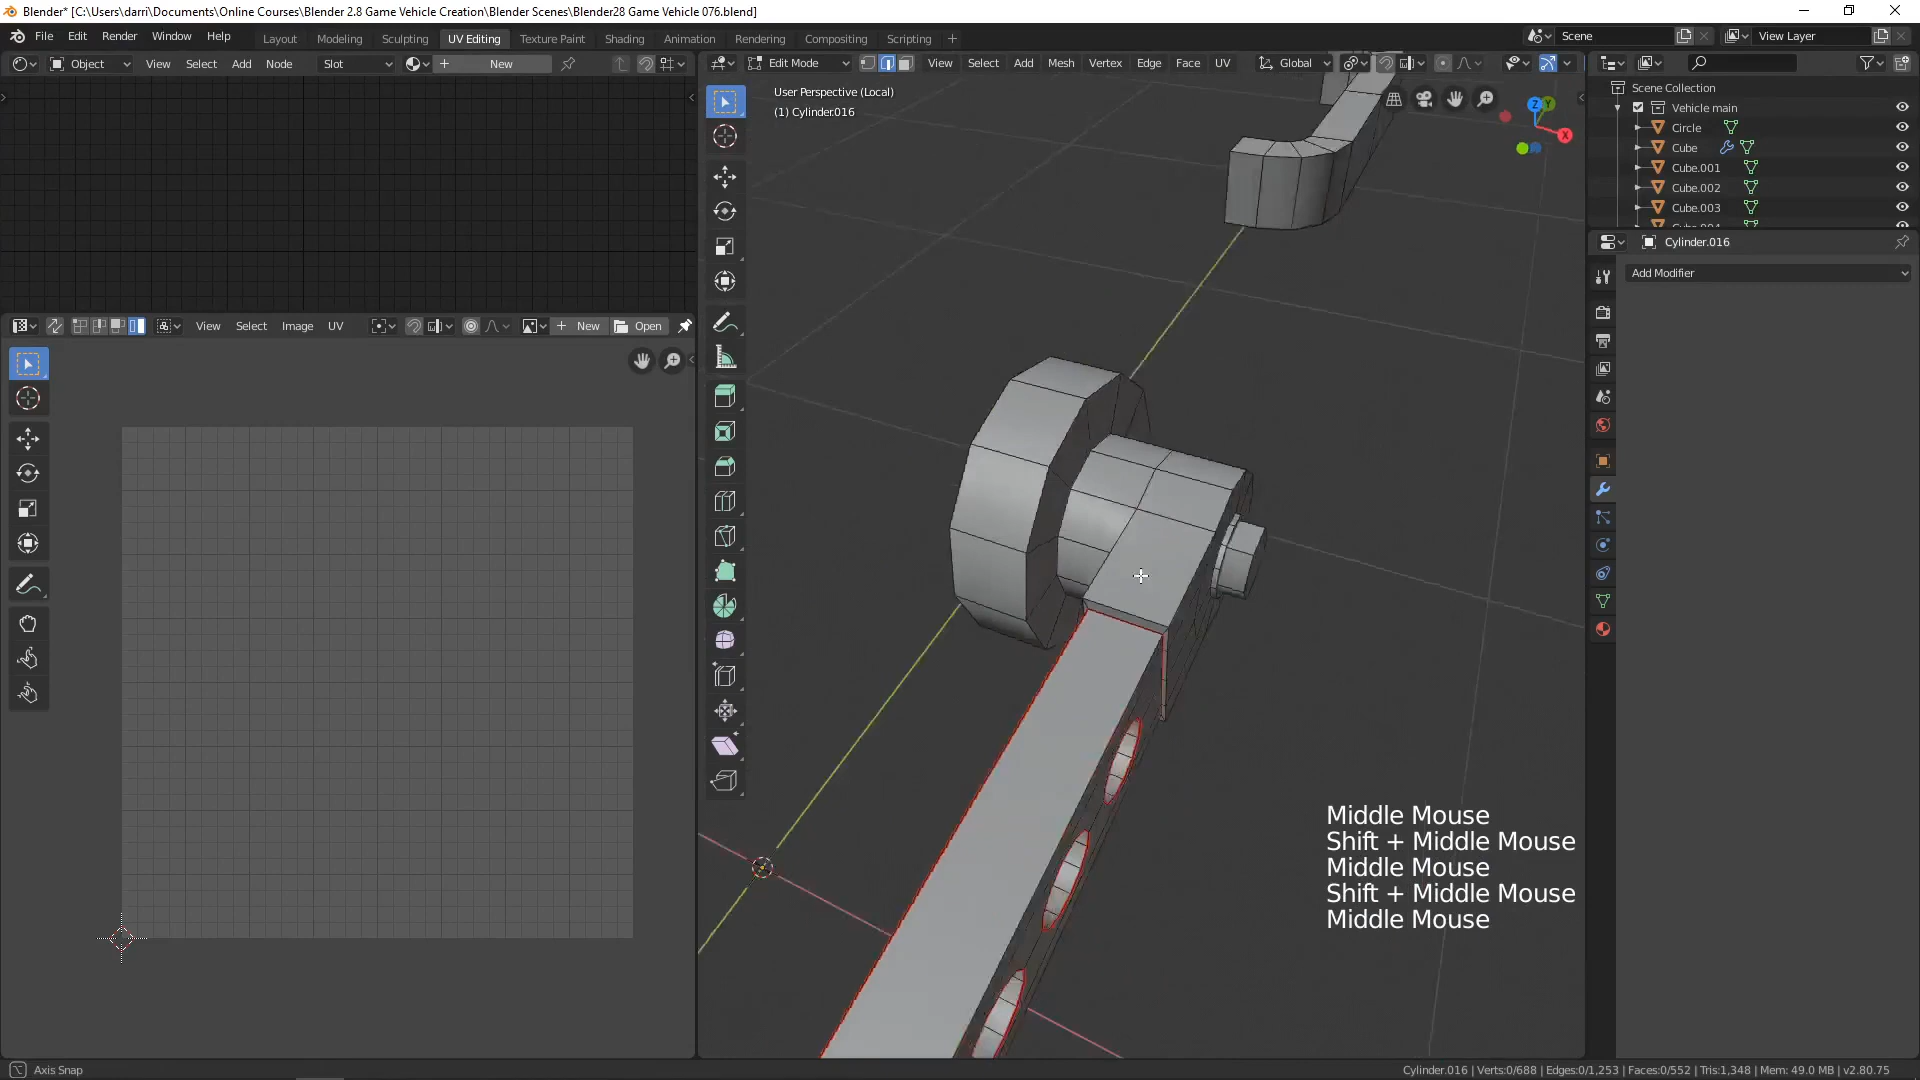 Blender* [C:\Users\darri\Documents\Online Courses\Blender 2.8 Game Vehicle Creation\Blender Scenes\Blender28 Game Vehicle 076.blend]
File Edit Render Window Help
Layout Modeling Sculpting UV Editing Texture Paint Shading Animation Rendering Compositing Scripting
Scene
View Layer
Object View Select Add Node Slot New
Edit Mode View Select Add Mesh Vertex Edge Face UV Global
User Perspective (Local)
(1) Cylinder.016
Z Y X
Scene Collection
Vehicle main
Circle
Cube
Cube.001
Cube.002
Cube.003
Cylinder.016
Add Modifier
View Select Image UV New Open
Middle Mouse
Shift + Middle Mouse
Middle Mouse
Shift + Middle Mouse
Middle Mouse
Axis Snap
Cylinder.016 | Verts:0/688 | Edges:0/1,253 | Faces:0/552 | Tris:1,348 | Mem: 49.0 MB | v2.80.75